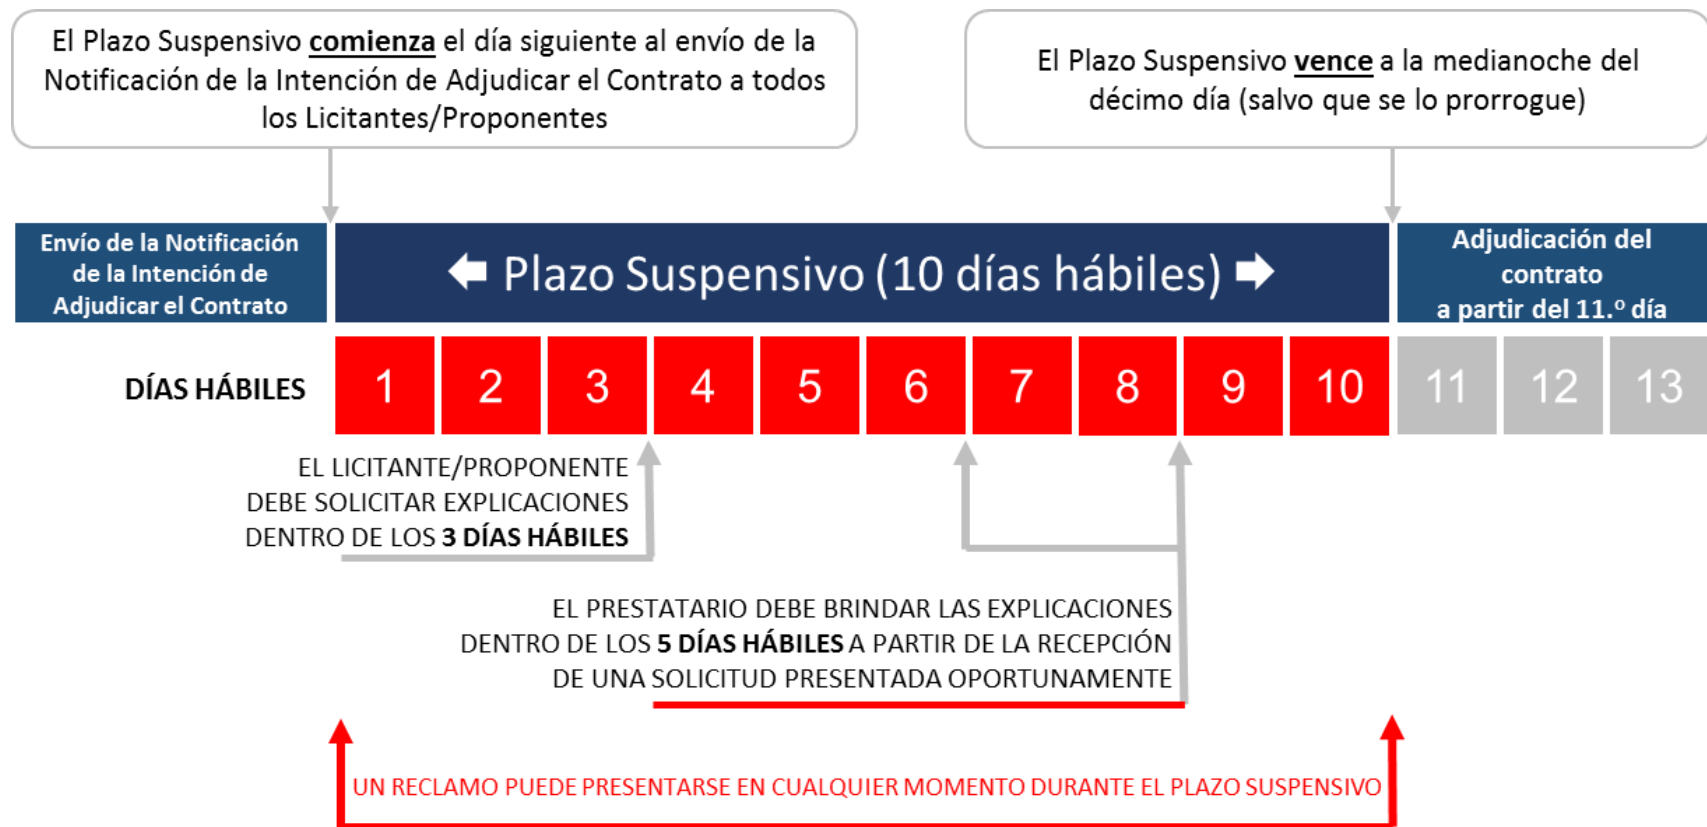 El Plazo Suspensivo comienza el día siguiente al envío de la
Notificación de la Intención de Adjudicar el Contrato a todos
los Licitantes/Proponentes
El Plazo Suspensivo vence a la medianoche del
décimo día (salvo que se lo prorrogue)
Envío de la Notificación
de la Intención de
Adjudicar el Contrato
Plazo Suspensivo (10 días hábiles)
Adjudicación del
contrato
a partir del 11.º día
DÍAS HÁBILES
1 2 3 4 5 6 7 8 9 10 11 12 13
EL LICITANTE/PROPONENTE
DEBE SOLICITAR EXPLICACIONES
DENTRO DE LOS 3 DÍAS HÁBILES
EL PRESTATARIO DEBE BRINDAR LAS EXPLICACIONES
DENTRO DE LOS 5 DÍAS HÁBILES A PARTIR DE LA RECEPCIÓN
DE UNA SOLICITUD PRESENTADA OPORTUNAMENTE
UN RECLAMO PUEDE PRESENTARSE EN CUALQUIER MOMENTO DURANTE EL PLAZO SUSPENSIVO